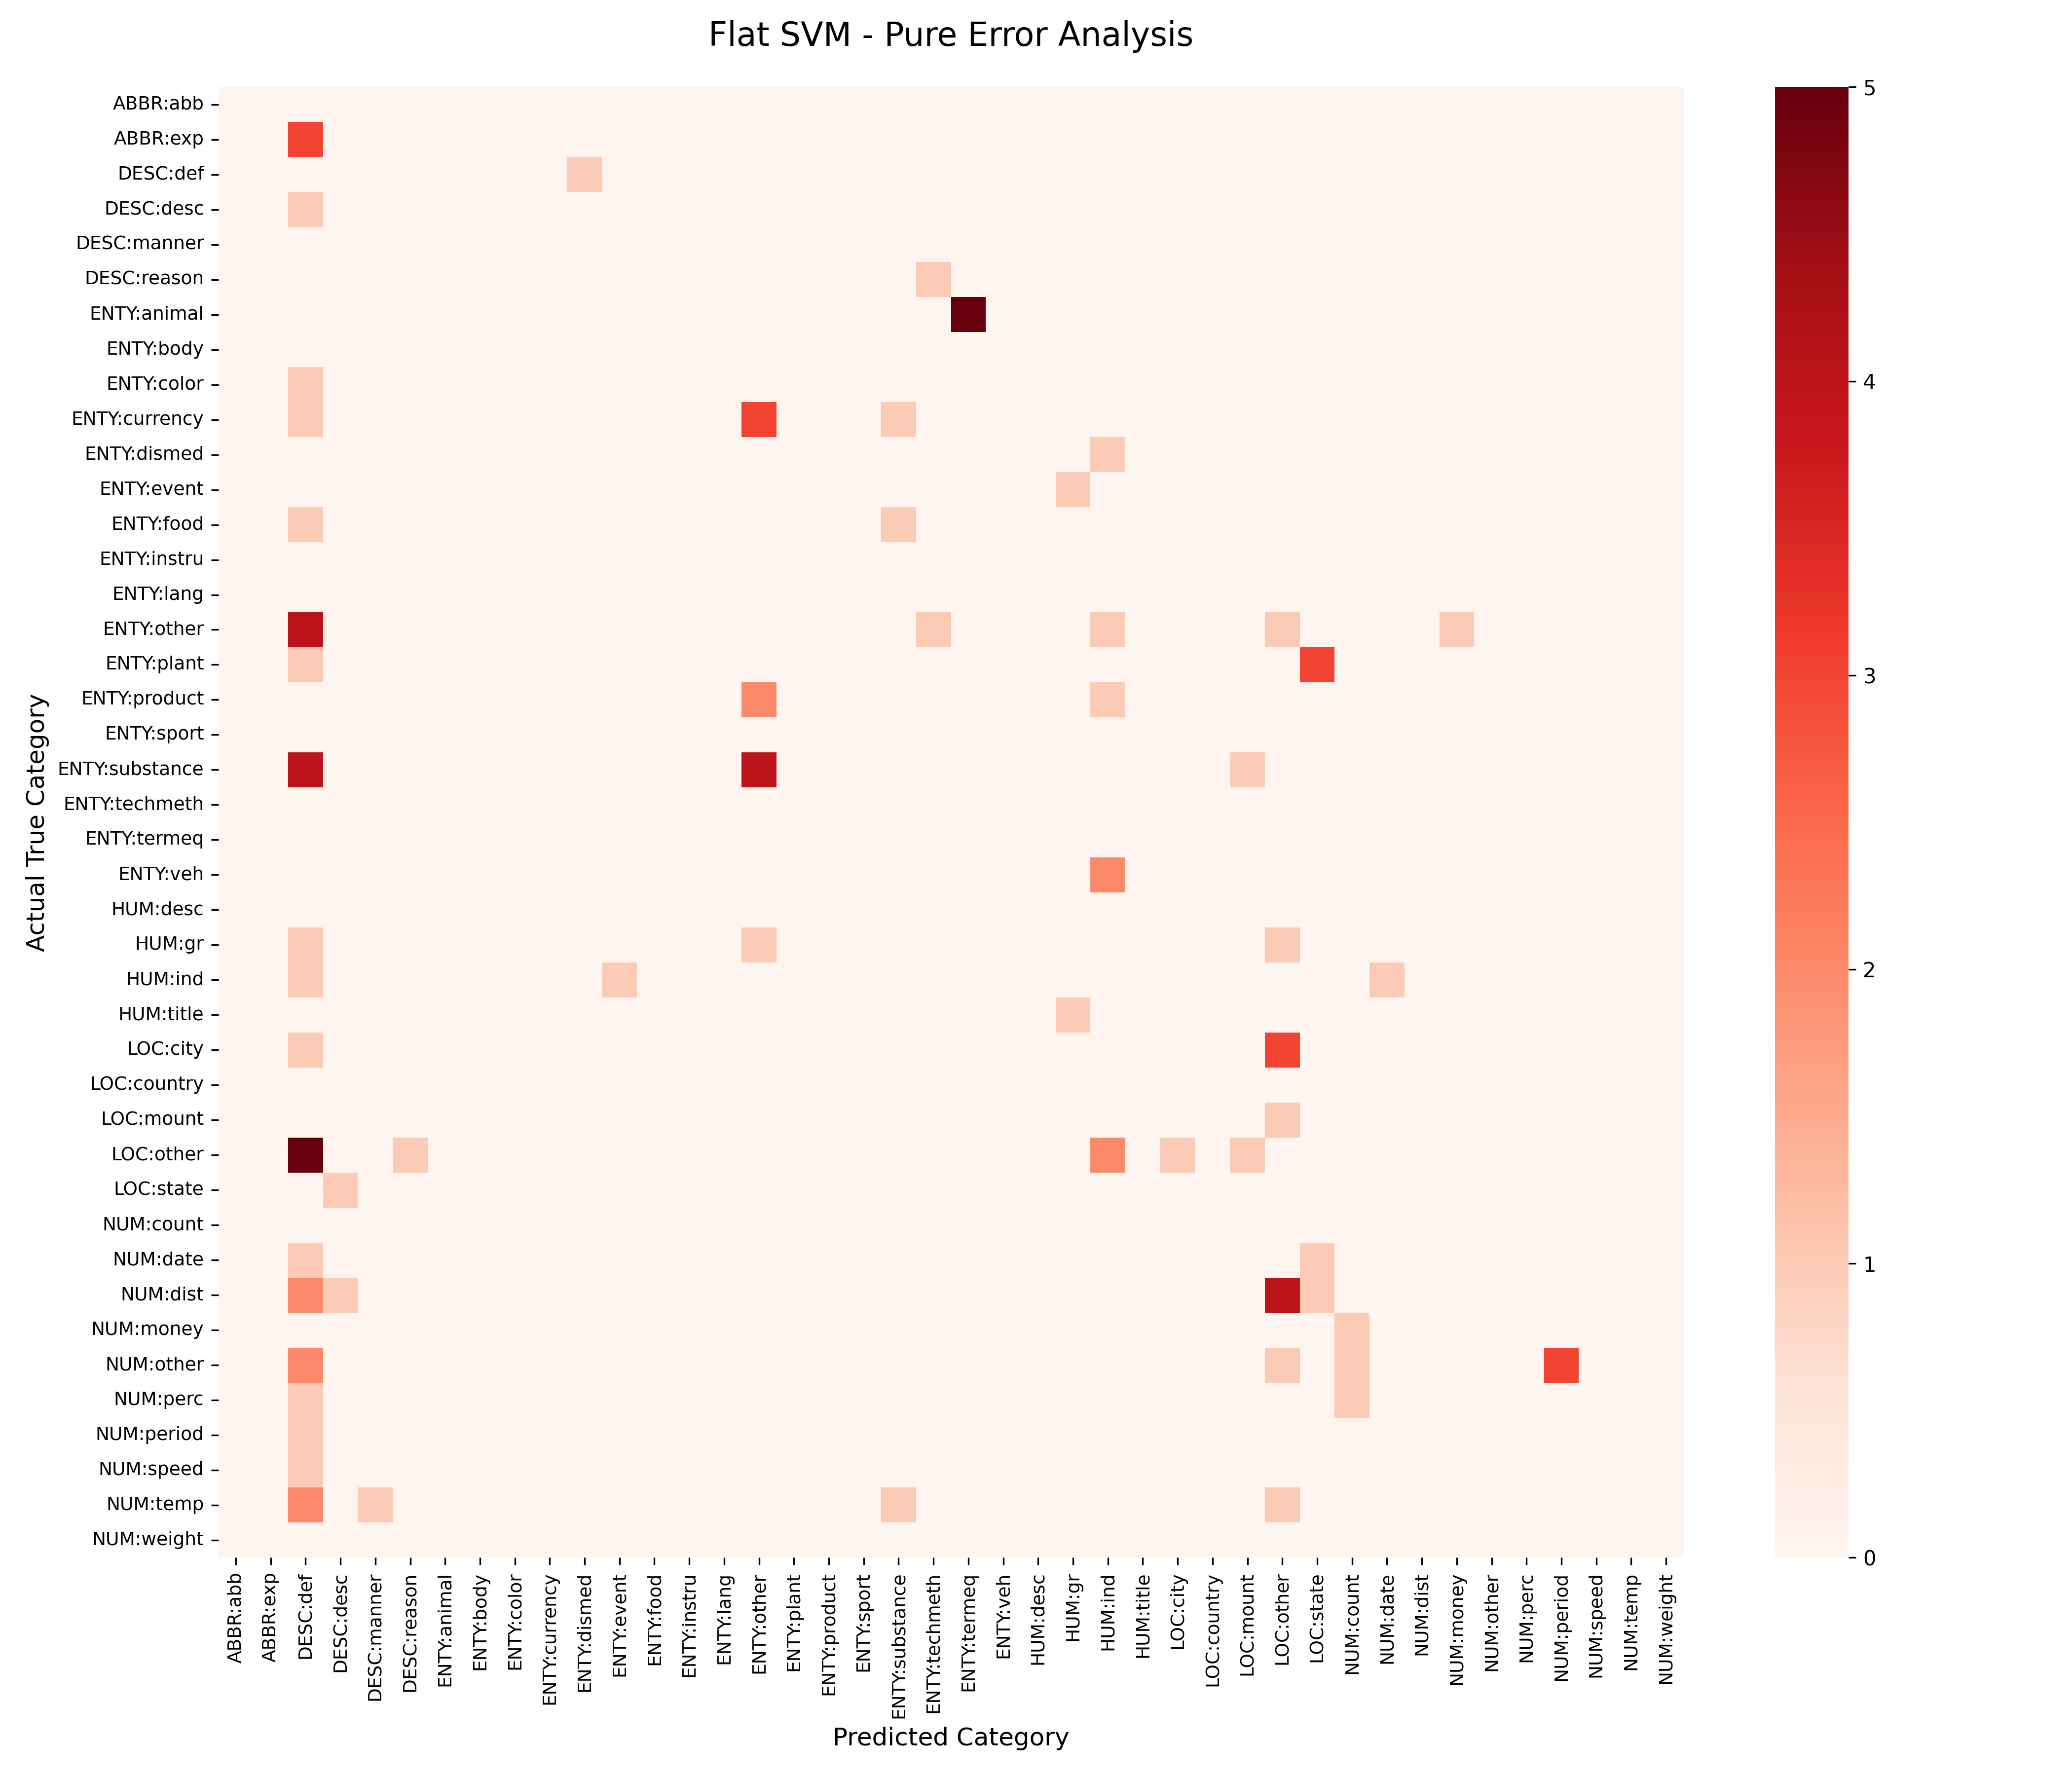 Flat SVM - Pure Error Analysis
Actual True Category
ABBR:abb
ABBR:exp
DESC:def
DESC:desc
DESC:manner
DESC:reason
ENTY:animal
ENTY:body
ENTY:color
ENTY:currency
ENTY:dismed
ENTY:event
ENTY:food
ENTY:instru
ENTY:lang
ENTY:other
ENTY:plant
ENTY:product
ENTY:sport
ENTY:substance
ENTY:techmeth
ENTY:termeq
ENTY:veh
HUM:desc
HUM:gr
HUM:ind
HUM:title
LOC:city
LOC:country
LOC:mount
LOC:other
LOC:state
NUM:count
NUM:date
NUM:dist
NUM:money
NUM:other
NUM:perc
NUM:period
NUM:speed
NUM:temp
NUM:weight
ABBR:abb
ABBR:exp
DESC:def
DESC:desc
DESC:manner
DESC:reason
ENTY:animal
ENTY:body
ENTY:color
ENTY:currency
ENTY:dismed
ENTY:event
ENTY:food
ENTY:instru
ENTY:lang
ENTY:other
ENTY:plant
ENTY:product
ENTY:sport
ENTY:substance
ENTY:techmeth
ENTY:termeq
ENTY:veh
HUM:desc
HUM:gr
HUM:ind
HUM:title
LOC:city
LOC:country
LOC:mount
LOC:other
LOC:state
NUM:count
NUM:date
NUM:dist
NUM:money
NUM:other
NUM:perc
NUM:period
NUM:speed
NUM:temp
NUM:weight
Predicted Category
5
4
3
2
1
0